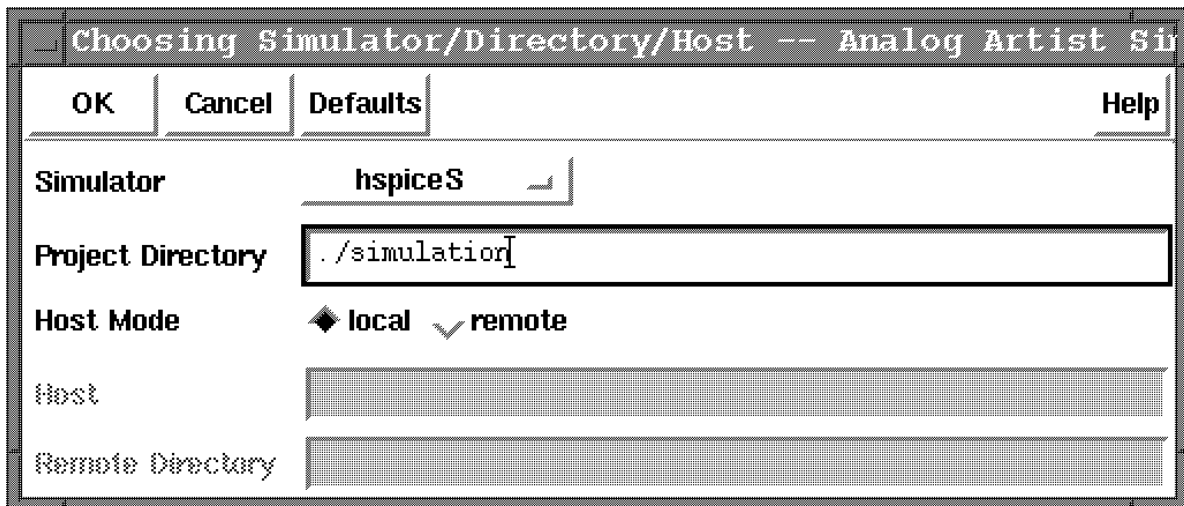 Choosing Simulator/Directory/Host -- Analog Artist Sim
OK Cancel Defaults Help
Simulator hspiceS
Project Directory ./simulation
Host Mode local remote
Host
Remote Directory